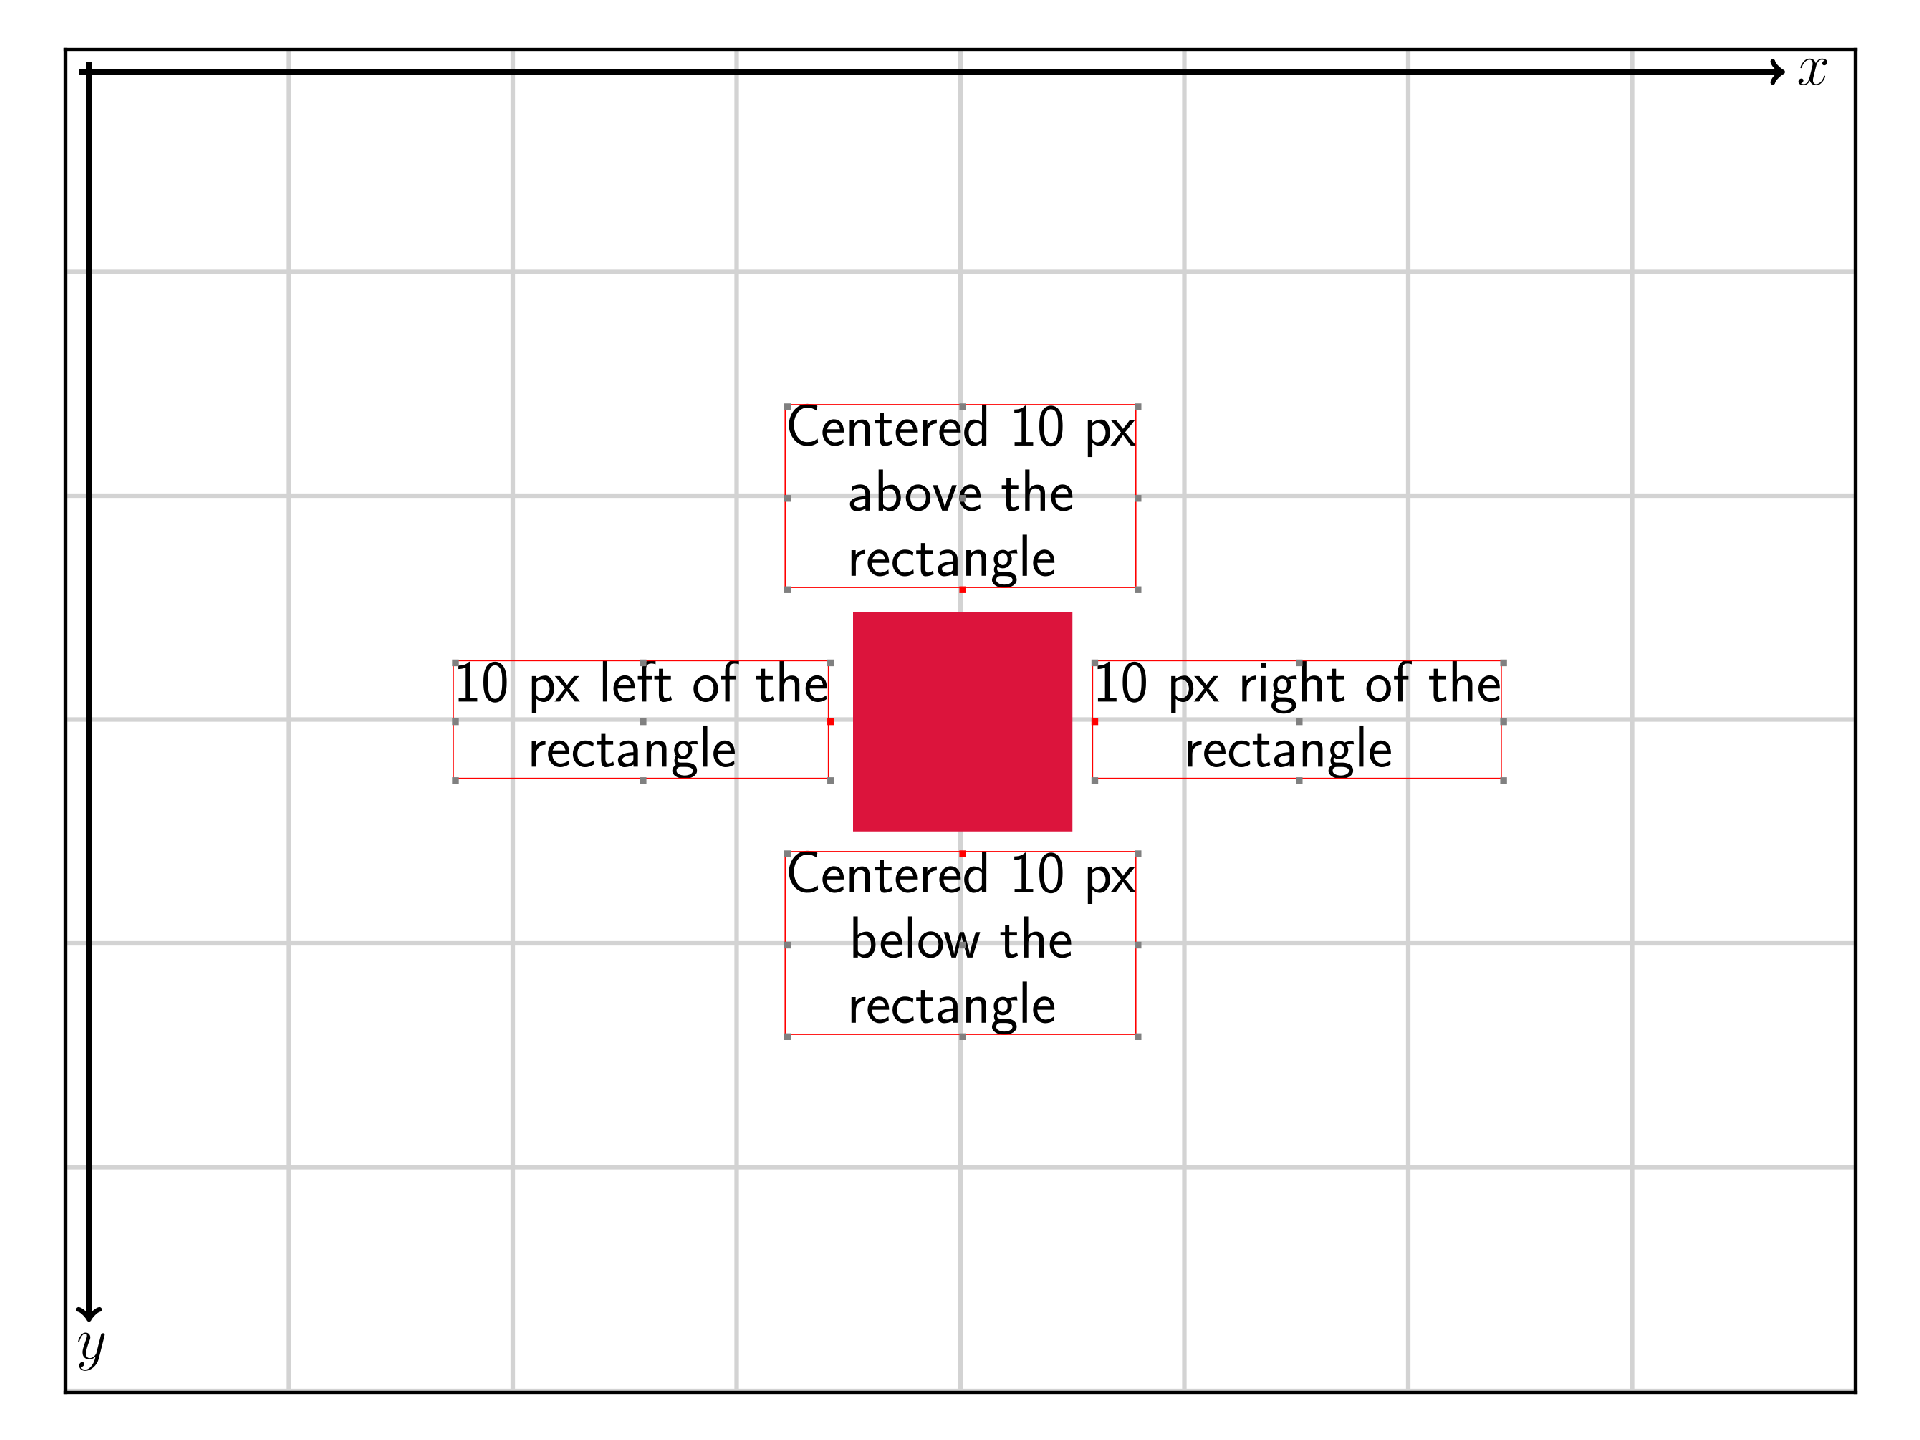 x
Centered 10 px
above the
rectangle
10 px left of the
rectangle
10 px right of the
rectangle
Centered 10 px
below the
rectangle
y